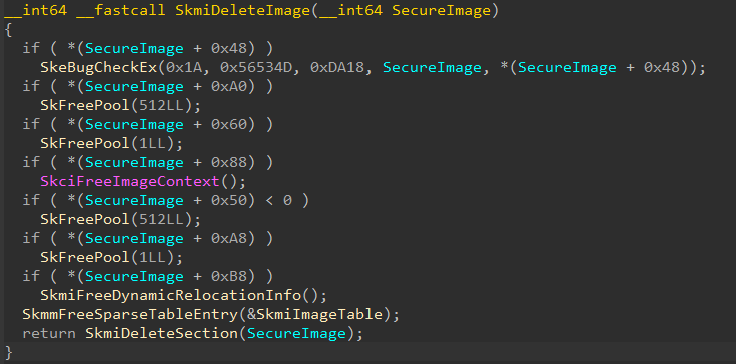 __int64 __fastcall SkmiDeleteImage(__int64 SecureImage)
{
  if ( *(SecureImage + 0x48) )
    SkeBugCheckEx(0x1A, 0x56534D, 0xDA18, SecureImage, *(SecureImage + 0x48));
  if ( *(SecureImage + 0xA0) )
    SkFreePool(512LL);
  if ( *(SecureImage + 0x60) )
    SkFreePool(1LL);
  if ( *(SecureImage + 0x88) )
    SkciFreeImageContext();
  if ( *(SecureImage + 0x50) < 0 )
    SkFreePool(512LL);
  if ( *(SecureImage + 0xA8) )
    SkFreePool(1LL);
  if ( *(SecureImage + 0xB8) )
    SkmiFreeDynamicRelocationInfo();
  SkmmFreeSparseTableEntry(&SkmiImageTable);
  return SkmiDeleteSection(SecureImage);
}